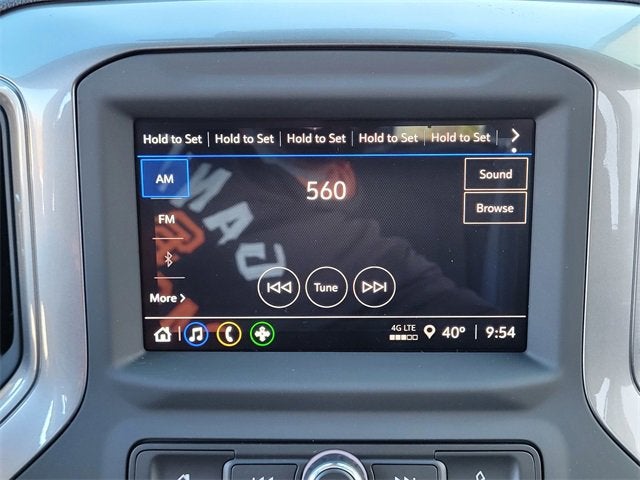 Hold to Set Hold to Set Hold to Set Hold to Set Hold to Set
AM 560 Sound
FM Browse
More Tune
4G LTE 40° 9:54